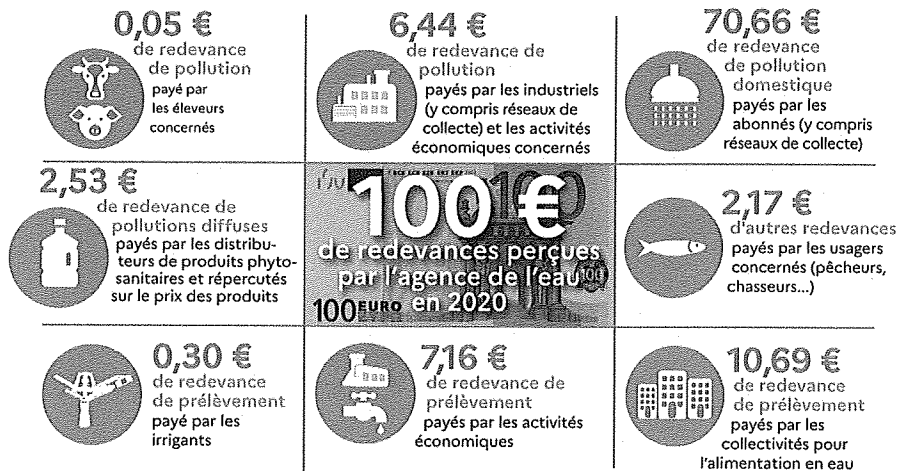 0,05 €
de redevance
de pollution
payé par
les éleveurs
concernés
6,44 €
de redevance de
pollution
payés par les industriels
(y compris réseaux de
collecte) et les activités
économiques concernés
70,66 €
de redevance
de pollution
domestique
payés par les
abonnés (y compris
réseaux de collecte)
2,53 €
de redevance de
pollutions diffuses
payés par les distribu-
teurs de produits phyto-
sanitaires et répercutés
sur le prix des produits
100 €
de redevances perçues
par l'agence de l'eau
en 2020
100
100
100 EURO
2,17 €
d'autres redevances
payés par les usagers
concernés (pêcheurs,
chasseurs...)
0,30 €
de redevance
de prélèvement
payé par les
irrigants
7,16 €
de redevance de
prélèvement
payés par les activités
économiques
10,69 €
de redevance
de prélèvement
payés par les
collectivités pour
l'alimentation en eau